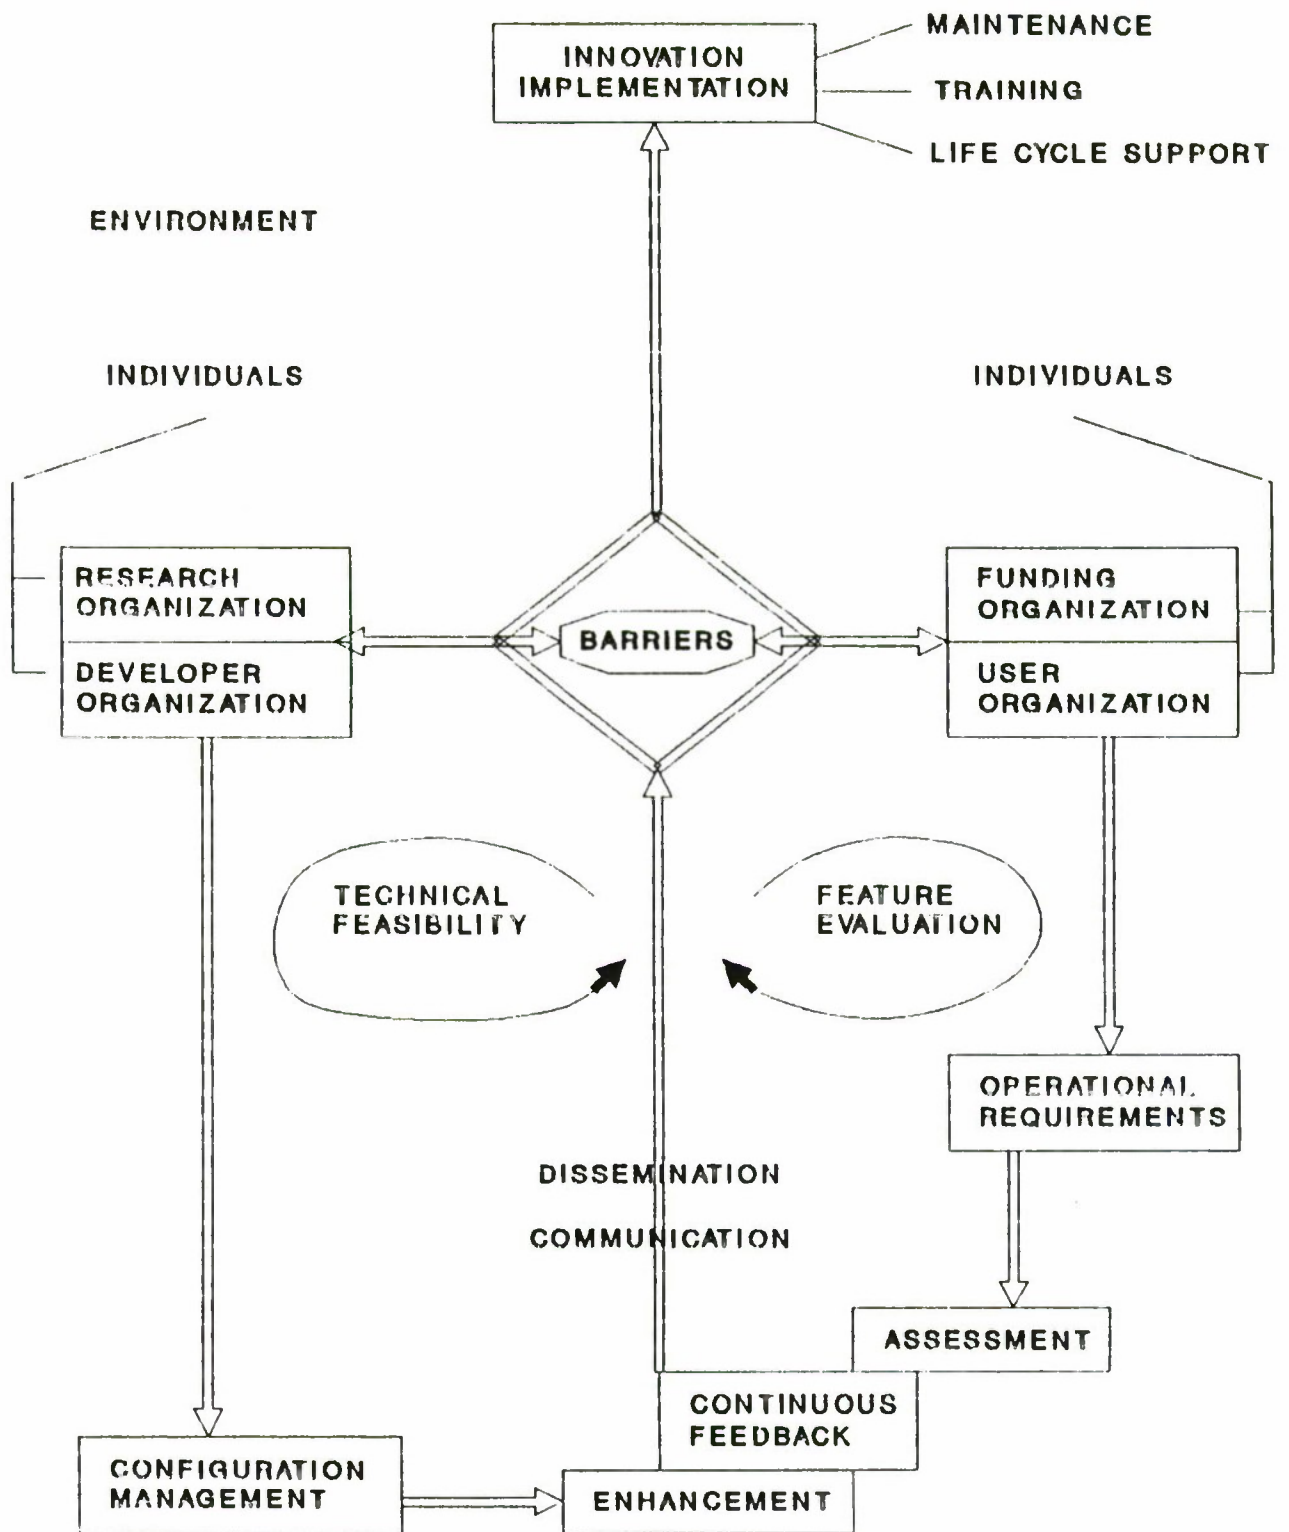 INNOVATION
IMPLEMENTATION
MAINTENANCE
TRAINING
LIFE CYCLE SUPPORT
ENVIRONMENT
INDIVIDUALS
INDIVIDUALS
RESEARCH
ORGANIZATION
DEVELOPER
ORGANIZATION
BARRIERS
FUNDING
ORGANIZATION
USER
ORGANIZATION
TECHNICAL
FEASIBILITY
FEATURE
EVALUATION
OPERATIONAL
REQUIREMENTS
DISSEMINATION
COMMUNICATION
ASSESSMENT
CONTINUOUS
FEEDBACK
CONFIGURATION
MANAGEMENT
ENHANCEMENT